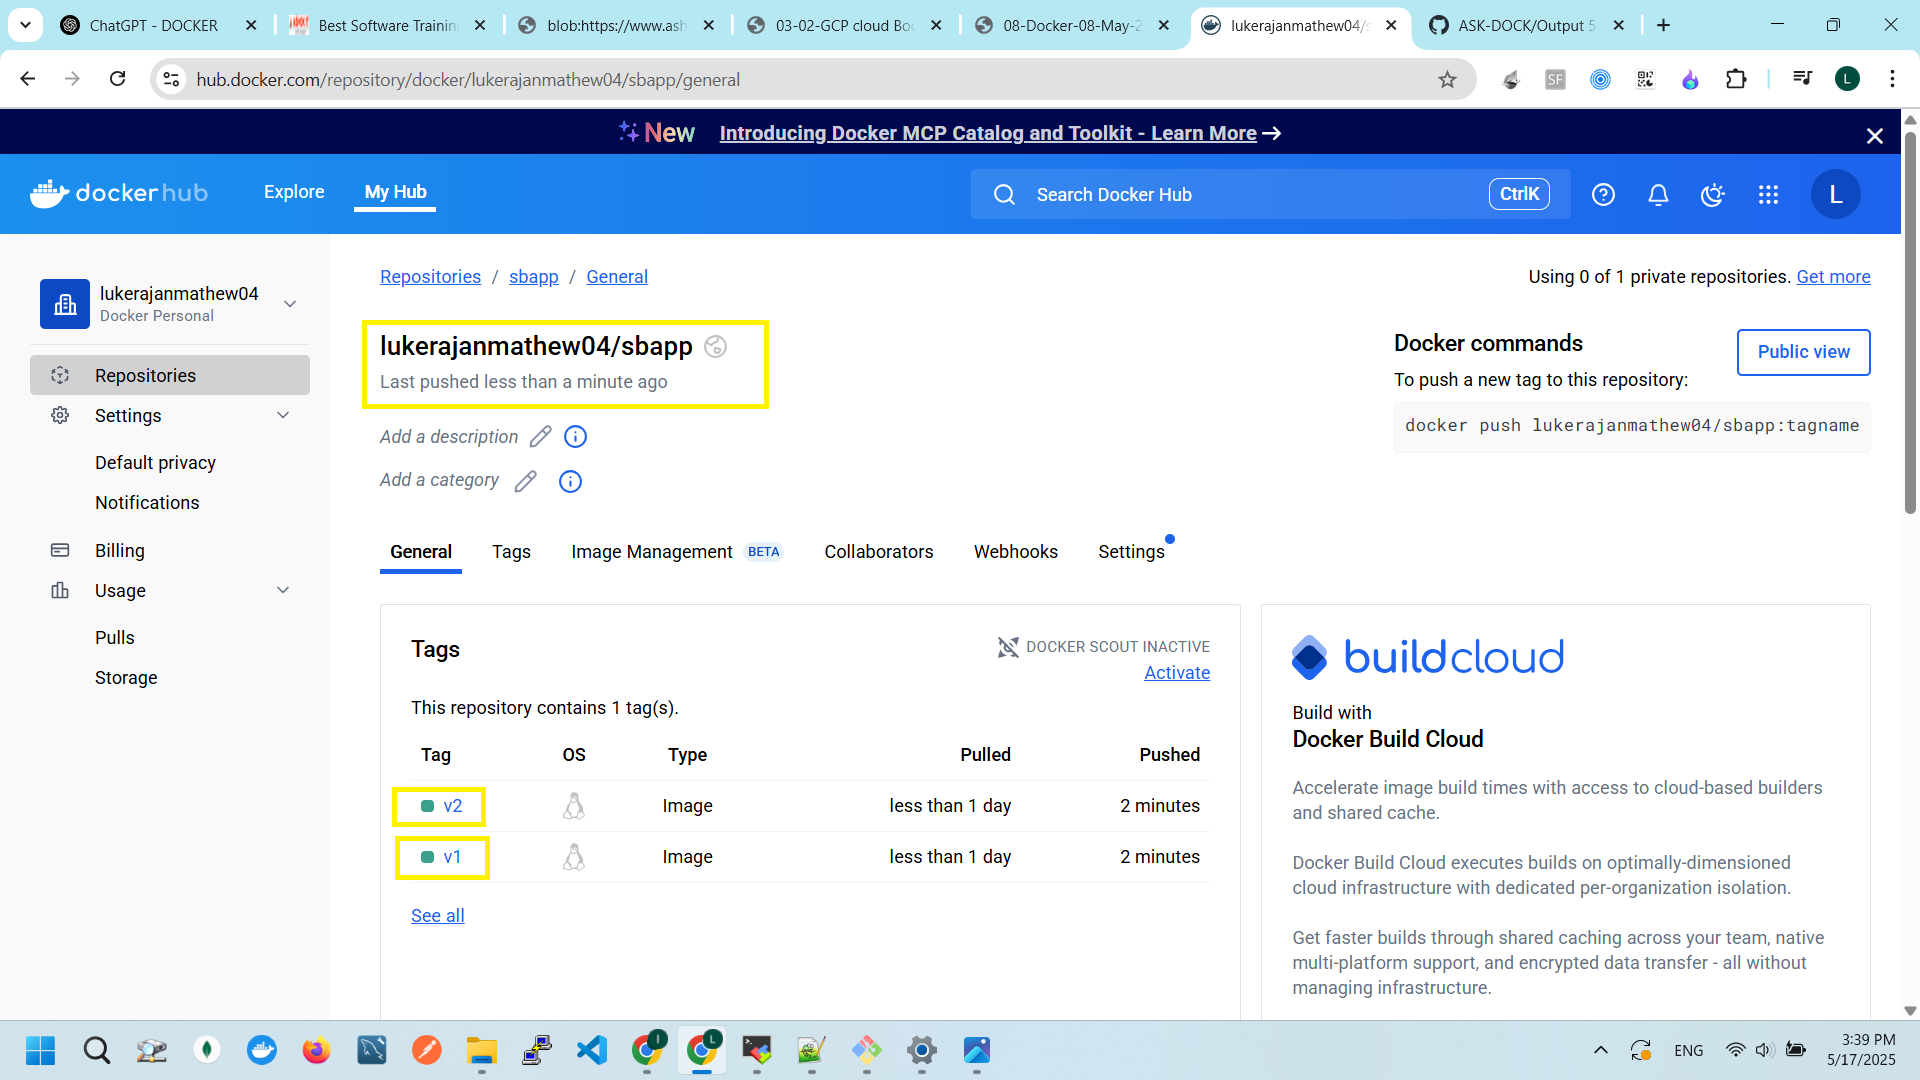 ChatGPT - DOCKER
Best Software Trainin
blob:https://www.ash
03-02-GCP cloud Boo
08-Docker-08-May-2
lukerajanmathew04/s
ASK-DOCK/Output 5
hub.docker.com/repository/docker/lukerajanmathew04/sbapp/general
SF
L
New Introducing Docker MCP Catalog and Toolkit - Learn More →
docker hub
Explore
My Hub
Search Docker Hub
CtrlK
L
lukerajanmathew04
Docker Personal
Repositories
Settings
Default privacy
Notifications
Billing
Usage
Pulls
Storage
Repositories / sbapp / General
Using 0 of 1 private repositories. Get more
lukerajanmathew04/sbapp
Last pushed less than a minute ago
Add a description
Add a category
Docker commands
Public view
To push a new tag to this repository:
docker push lukerajanmathew04/sbapp:tagname
General
Tags
Image Management BETA
Collaborators
Webhooks
Settings
Tags
DOCKER SCOUT INACTIVE
Activate
This repository contains 1 tag(s).
Tag OS Type Pulled Pushed
v2 Image less than 1 day 2 minutes
v1 Image less than 1 day 2 minutes
See all
buildcloud
Build with
Docker Build Cloud
Accelerate image build times with access to cloud-based builders
and shared cache.
Docker Build Cloud executes builds on optimally-dimensioned
cloud infrastructure with dedicated per-organization isolation.
Get faster builds through shared caching across your team, native
multi-platform support, and encrypted data transfer - all without
managing infrastructure.
I
L
ENG
3:39 PM
5/17/2025